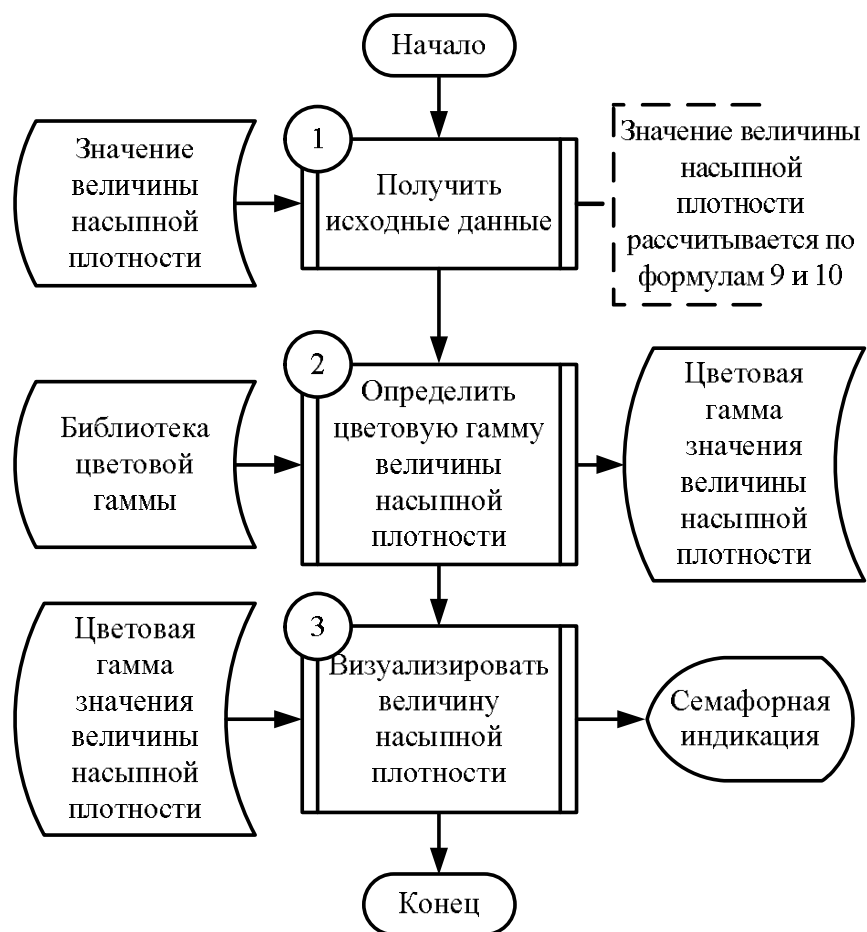 Начало
Значение
величины
насыпной
плотности
1
Получить
исходные данные
Значение величины
насыпной
плотности
рассчитывается по
формулам 9 и 10
Библиотека
цветовой
гаммы
2
Определить
цветовую гамму
величины
насыпной
плотности
Цветовая
гамма
значения
величины
насыпной
плотности
Цветовая
гамма
значения
величины
насыпной
плотности
3
Визуализировать
величину
насыпной
плотности
Семафорная
индикация
Конец